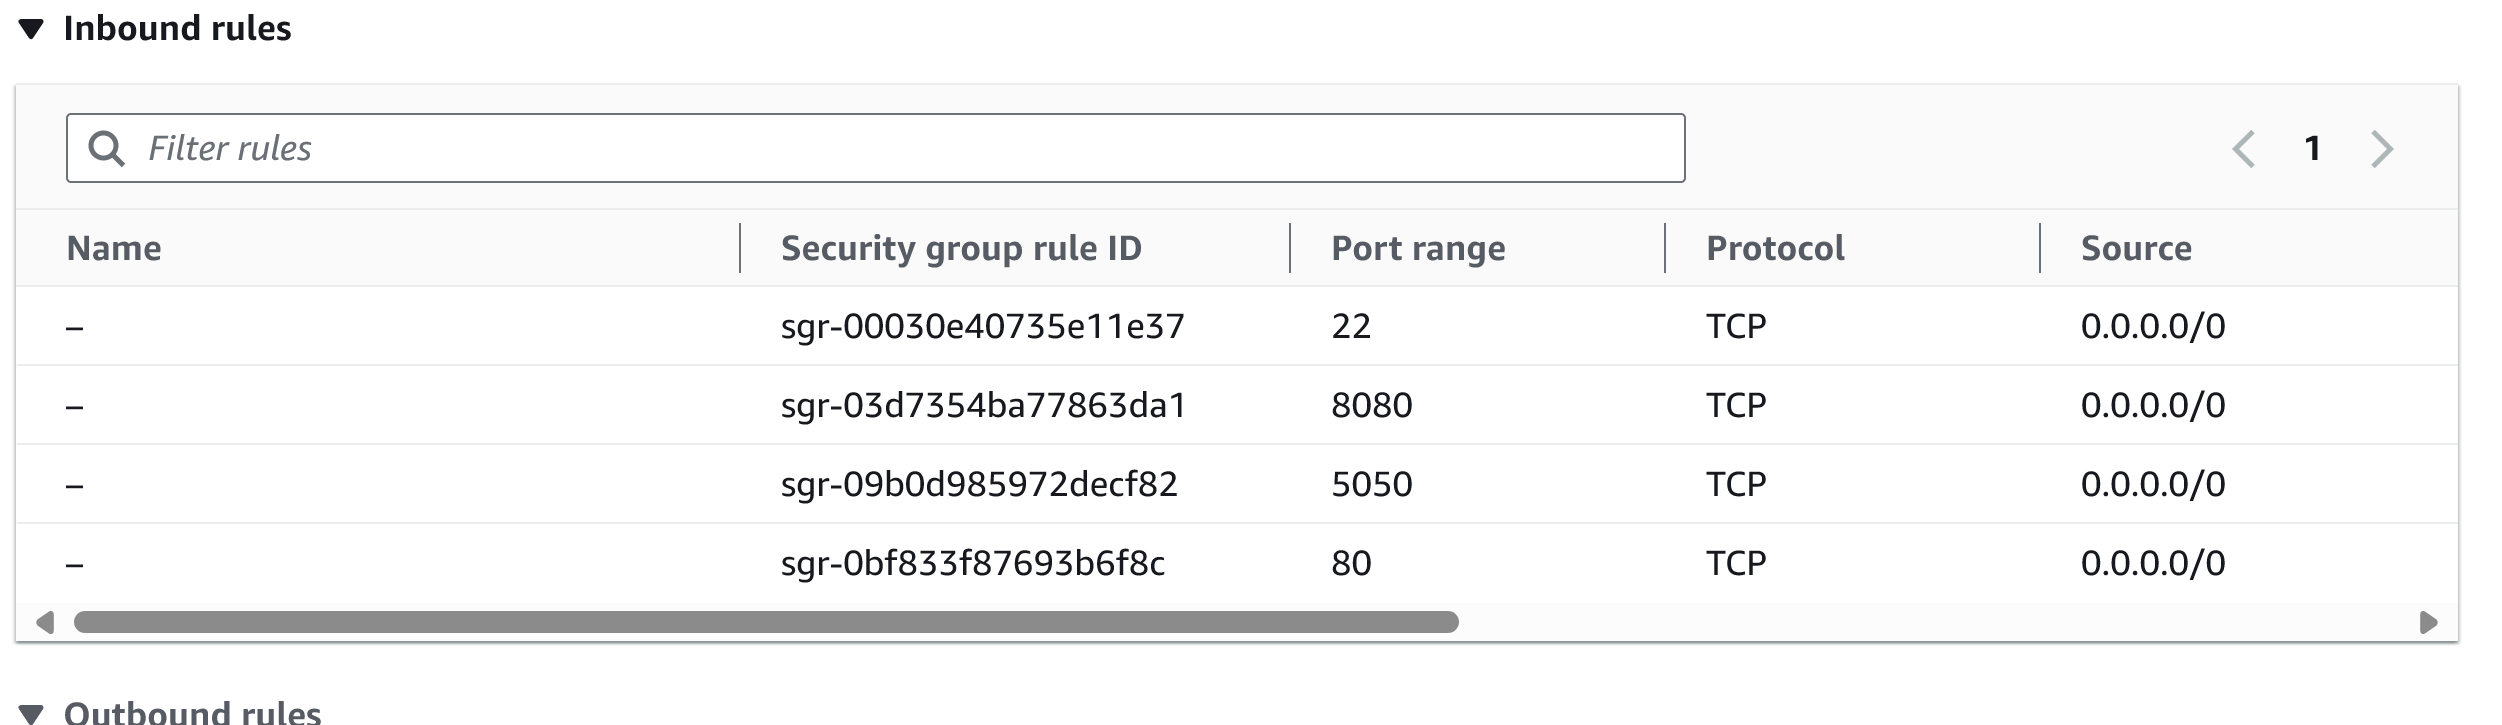 Inbound rules
Filter rules
1
Name Security group rule ID Port range Protocol Source
– sgr-00030e40735e11e37 22 TCP 0.0.0.0/0
– sgr-03d7354ba77863da1 8080 TCP 0.0.0.0/0
– sgr-09b0d985972decf82 5050 TCP 0.0.0.0/0
– sgr-0bf833f87693b6f8c 80 TCP 0.0.0.0/0
Outbound rules